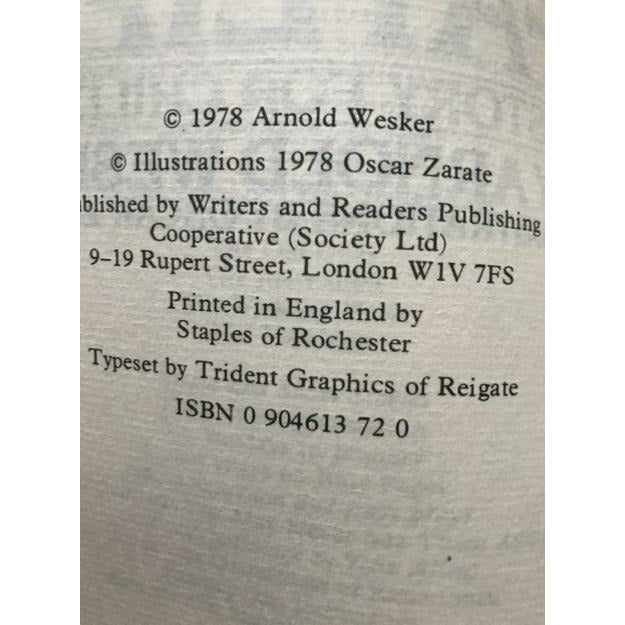 © 1978 Arnold Wesker
© Illustrations 1978 Oscar Zarate
blished by Writers and Readers Publishing
Cooperative (Society Ltd)
9–19 Rupert Street, London W1V 7FS
Printed in England by
Staples of Rochester
Typeset by Trident Graphics of Reigate
ISBN 0 904613 72 0